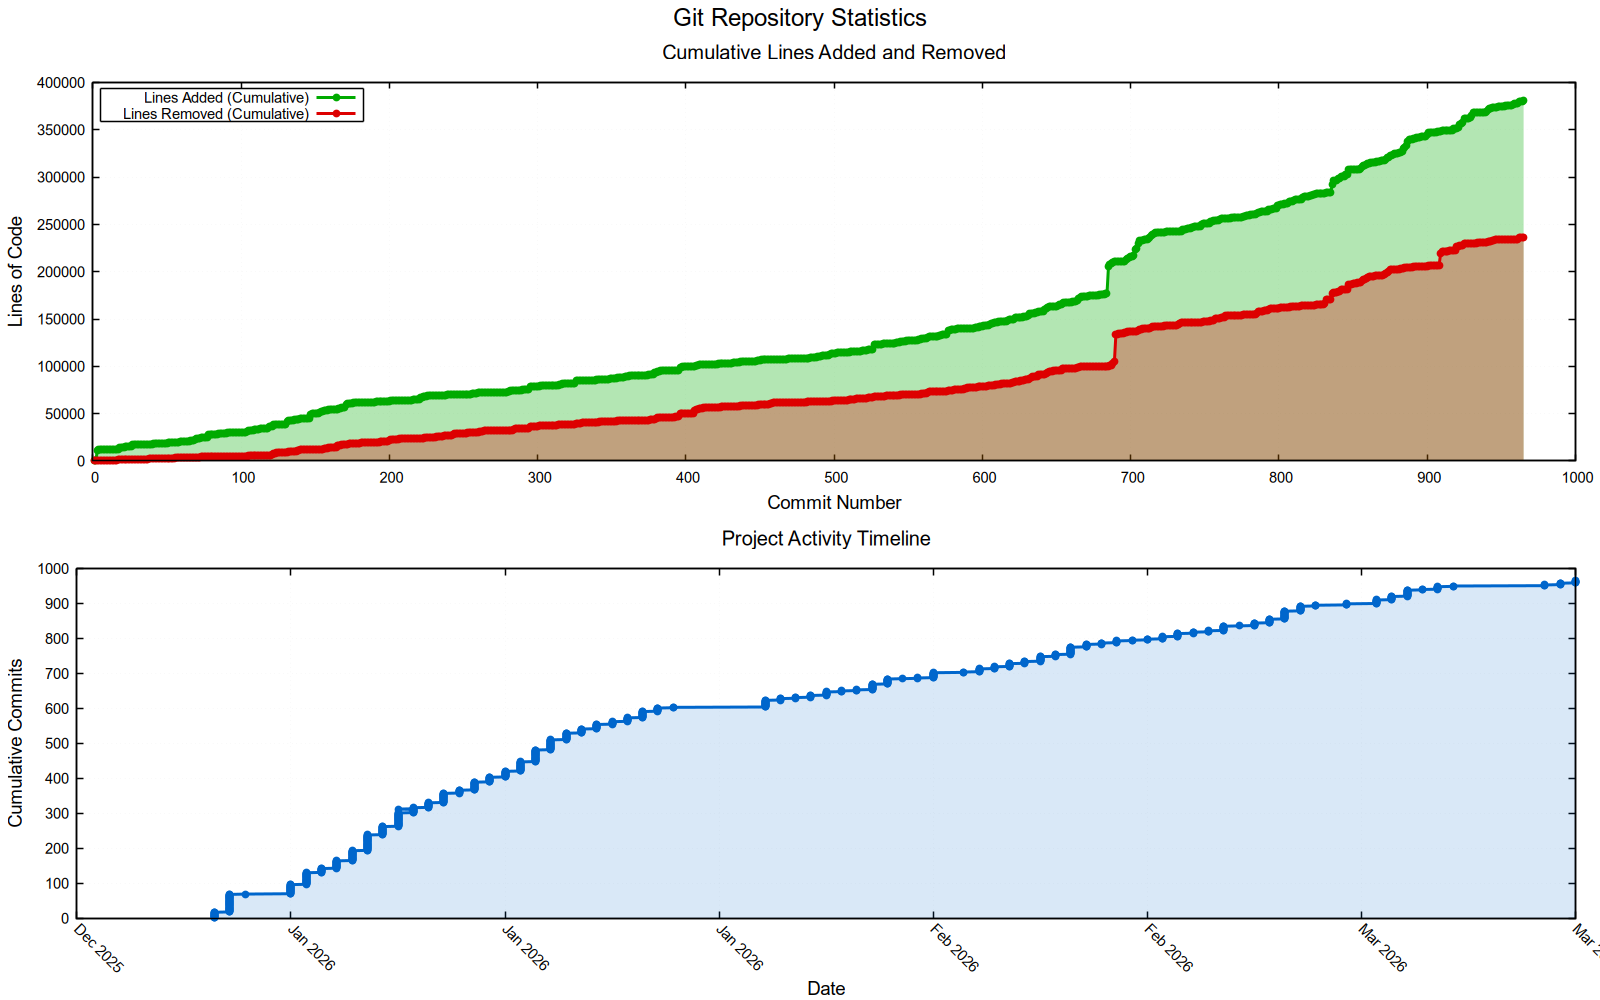 Git Repository Statistics
Cumulative Lines Added and Removed
Lines Added (Cumulative)
Lines Removed (Cumulative)
400000
350000
300000
250000
200000
150000
100000
50000
0
Lines of Code
0 100 200 300 400 500 600 700 800 900 1000
Commit Number
Project Activity Timeline
1000
900
800
700
600
500
400
300
200
100
0
Cumulative Commits
Dec 2025 Jan 2026 Jan 2026 Jan 2026 Feb 2026 Feb 2026 Mar 2026 Mar
Date